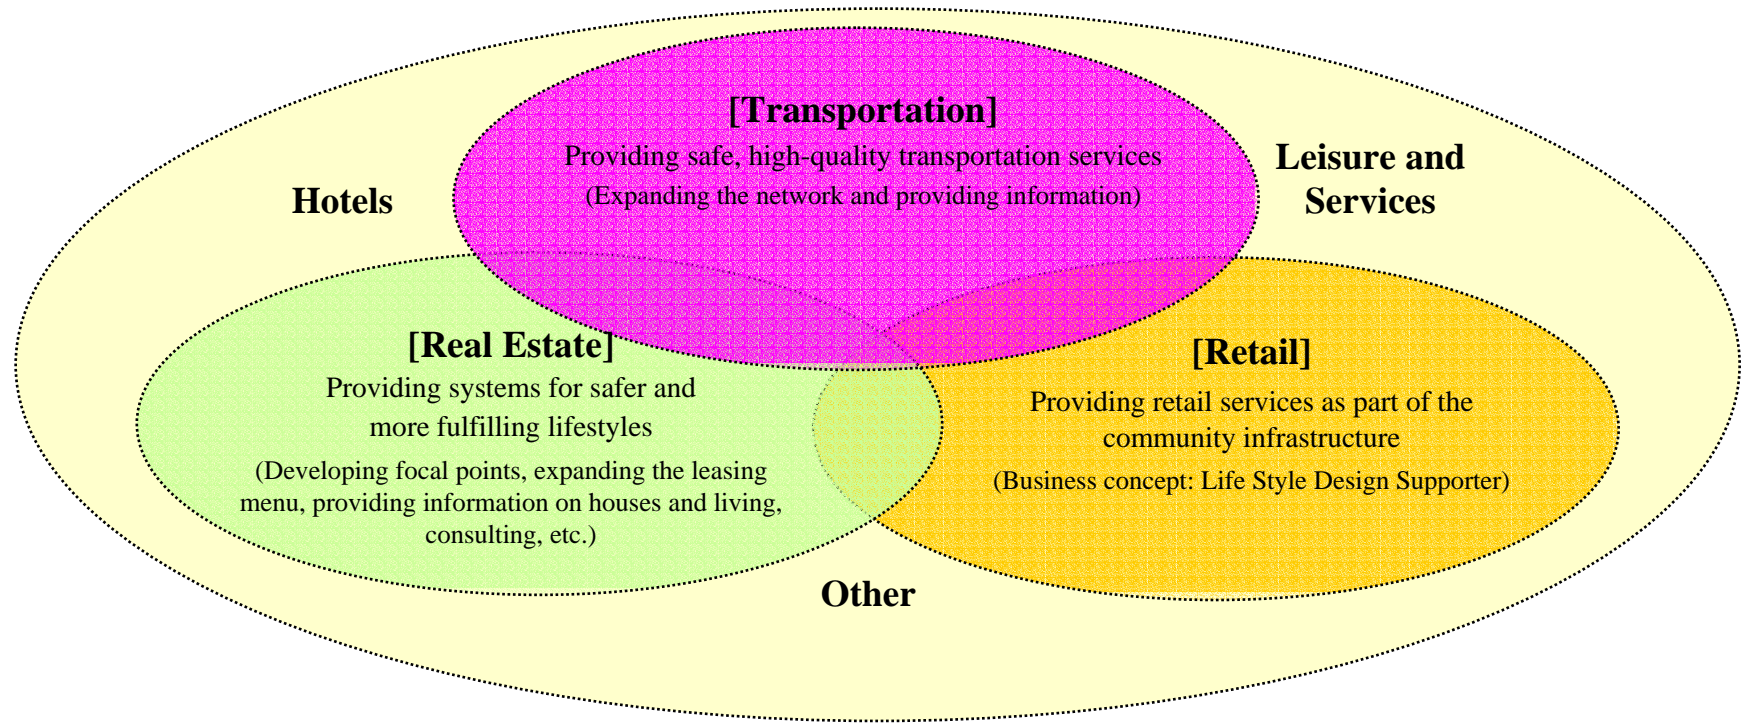 [Transportation]
Providing safe, high-quality transportation services
(Expanding the network and providing information)
Hotels
Leisure and
Services
[Real Estate]
Providing systems for safer and
more fulfilling lifestyles
(Developing focal points, expanding the leasing
menu, providing information on houses and living,
consulting, etc.)
[Retail]
Providing retail services as part of the
community infrastructure
(Business concept: Life Style Design Supporter)
Other